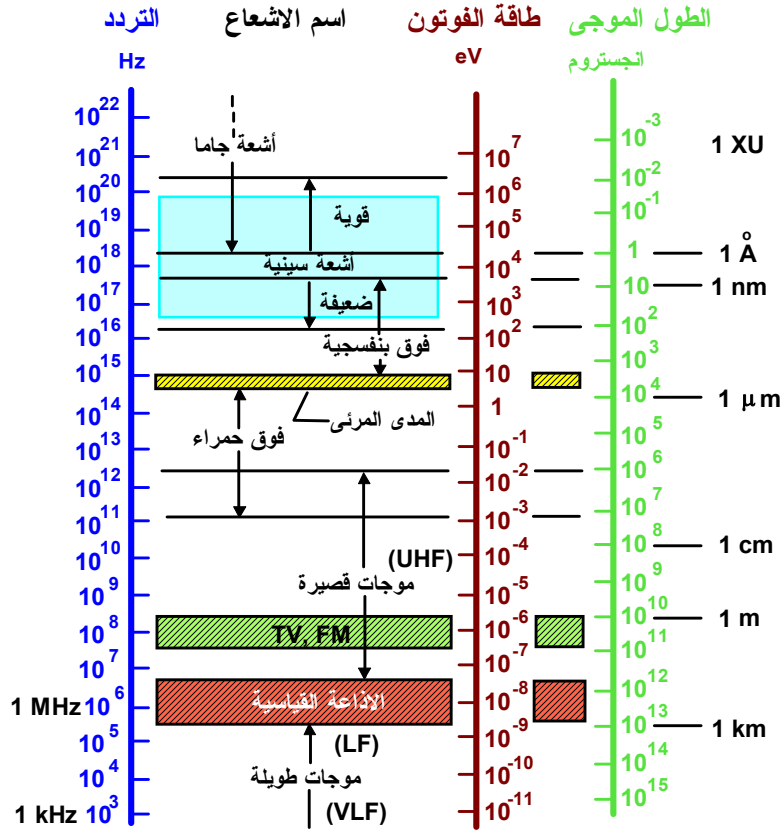 التردد
Hz
اسم الاشعاع
طاقة الفوتون
eV
الطول الموجى
انجستروم
10²²
10²¹
10²⁰
10¹⁹
10¹⁸
10¹⁷
10¹⁶
10¹⁵
10¹⁴
10¹³
10¹²
10¹¹
10¹⁰
10⁹
10⁸
10⁷
1 MHz 10⁶
10⁵
10⁴
1 kHz 10³
أشعة جاما
قوية
أشعة سينية
ضعيفة
فوق بنفسجية
المدى المرئى
فوق حمراء
(UHF)
موجات قصيرة
TV, FM
الاذاعة القياسية
(LF)
موجات طويلة
(VLF)
10⁷
10⁶
10⁵
10⁴
10³
10²
10
1
10⁻¹
10⁻²
10⁻³
10⁻⁴
10⁻⁵
10⁻⁶
10⁻⁷
10⁻⁸
10⁻⁹
10⁻¹⁰
10⁻¹¹
10⁻³
10⁻²
10⁻¹
1
10
10²
10³
10⁴
10⁵
10⁶
10⁷
10⁸
10⁹
10¹⁰
10¹¹
10¹²
10¹³
10¹⁴
10¹⁵
1 XU
1 Å
1 nm
1 μm
1 cm
1 m
1 km